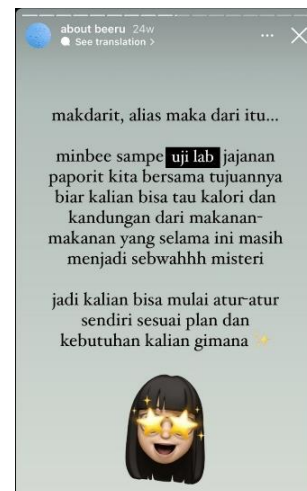 about beeru 24w
See translation >
makdarit, alias maka dari itu...
minbee sampe uji lab jajanan
paporit kita bersama tujuannya
biar kalian bisa tau kalori dan
kandungan dari makanan-
makanan yang selama ini masih
menjadi sebwahhh misteri
jadi kalian bisa mulai atur-atur
sendiri sesuai plan dan
kebutuhan kalian gimana